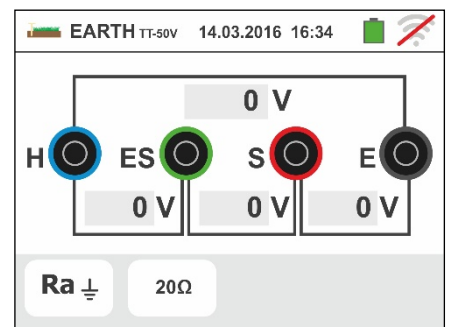 EARTH TT-50V 14.03.2016 16:34
0 V
H ES S E
0 V 0 V 0 V
Ra 20Ω